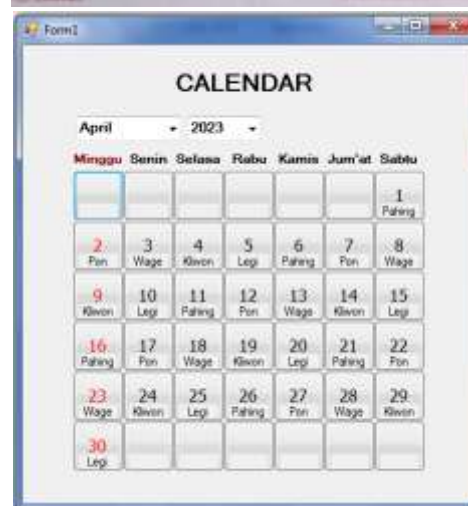 Form1
CALENDAR
April 2023
Minggu Senin Selasa Rabu Kamis Jum'at Sabtu
1
Pahing
2 3 4 5 6 7 8
Pon Wage Kliwon Legi Pahing Pon Wage
9 10 11 12 13 14 15
Kliwon Legi Pahing Pon Wage Kliwon Legi
16 17 18 19 20 21 22
Pahing Pon Wage Kliwon Legi Pahing Pon
23 24 25 26 27 28 29
Wage Kliwon Legi Pahing Pon Wage Kliwon
30
Legi